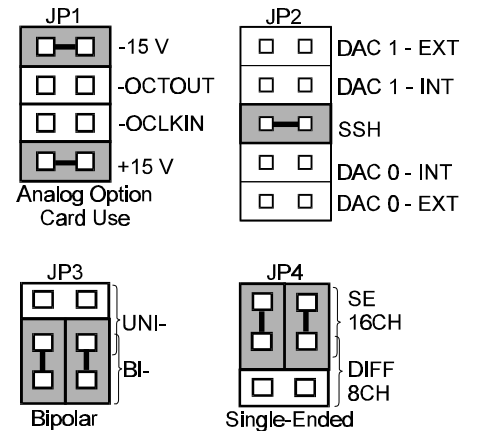 JP1
-15 V
-OCTOUT
-OCLKIN
+15 V
Analog Option
Card Use
JP2
DAC 1 - EXT
DAC 1 - INT
SSH
DAC 0 - INT
DAC 0 - EXT
JP3
UNI-
BI-
Bipolar
JP4
SE
16CH
DIFF
8CH
Single-Ended